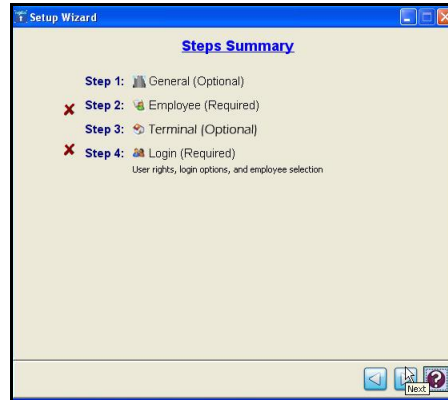 Setup Wizard
Steps Summary
Step 1: General (Optional)
Step 2: Employee (Required)
Step 3: Terminal (Optional)
Step 4: Login (Required)
User rights, login options, and employee selection
Next